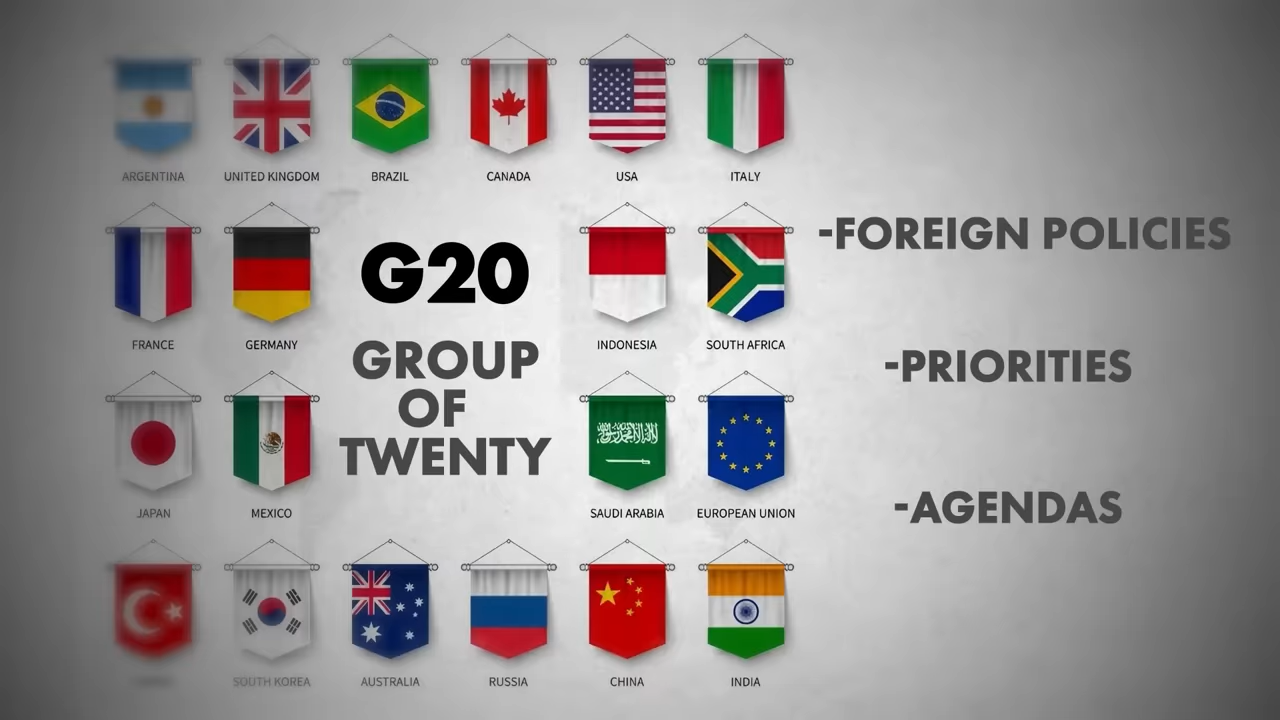 ARGENTINA
UNITED KINGDOM
BRAZIL
CANADA
USA
ITALY
FRANCE
GERMANY
G20
GROUP
OF
TWENTY
INDONESIA
SOUTH AFRICA
JAPAN
MEXICO
SAUDI ARABIA
EUROPEAN UNION
SOUTH KOREA
AUSTRALIA
RUSSIA
CHINA
INDIA
-FOREIGN POLICIES
-PRIORITIES
-AGENDAS